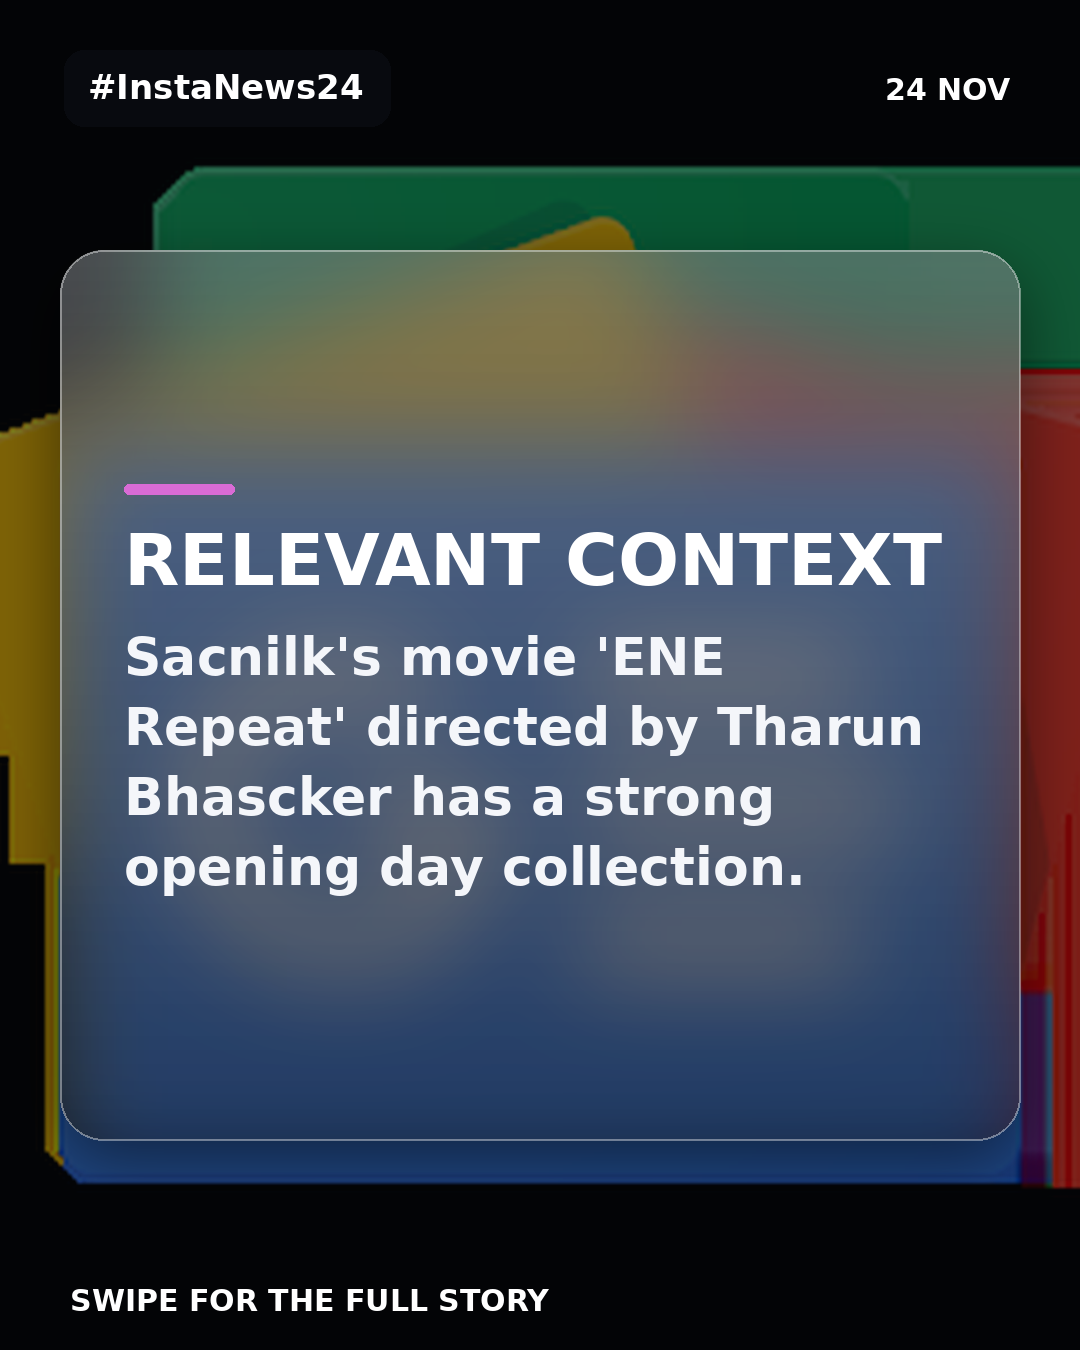 #InstaNews24
24 NOV
RELEVANT CONTEXT
Sacnilk's movie 'ENE
Repeat' directed by Tharun
Bhascker has a strong
opening day collection.
SWIPE FOR THE FULL STORY